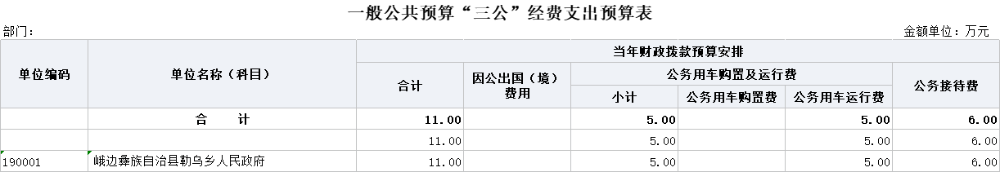 一般公共预算“三公”经费支出预算表
部门： 金额单位：万元
单位编码 单位名称（科目） 当年财政拨款预算安排
合计 因公出国（境）费用 公务用车购置及运行费 公务接待费
小计 公务用车购置费 公务用车运行费
合 计 11.00 5.00 5.00 6.00
11.00 5.00 5.00 6.00
190001 峨边彝族自治县勒乌乡人民政府 11.00 5.00 5.00 6.00